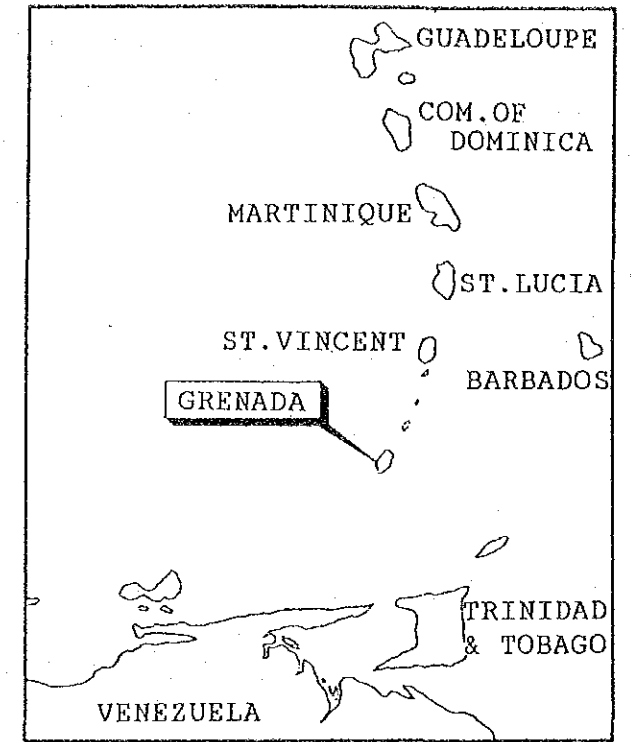 GUADELOUPE
COM.OF
DOMINICA
MARTINIQUE
ST.LUCIA
ST.VINCENT
BARBADOS
GRENADA
TRINIDAD
& TOBAGO
VENEZUELA